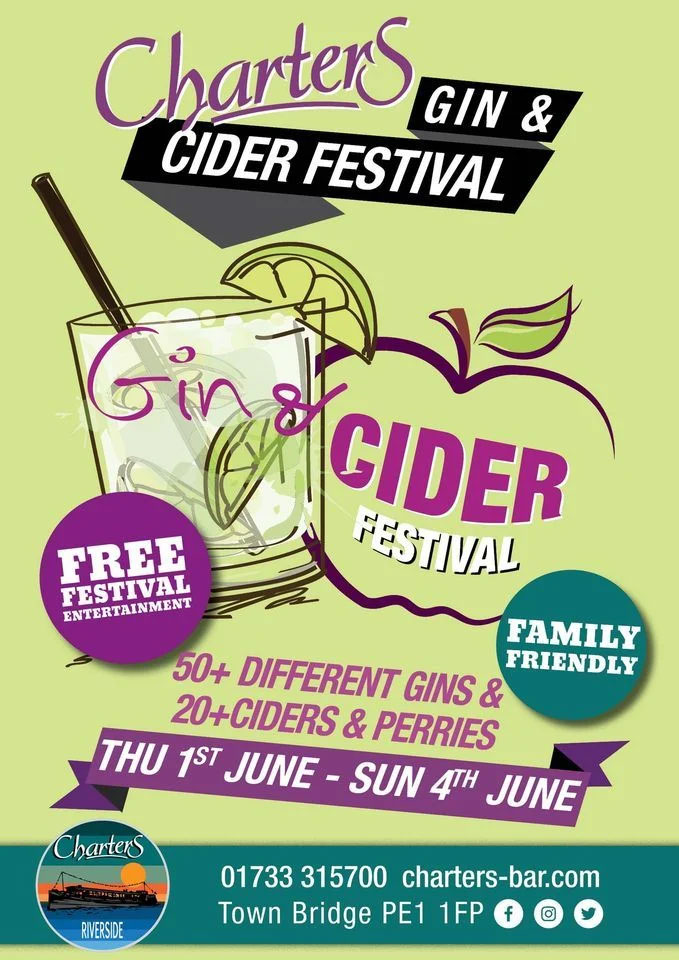 Charters
GIN &
CIDER FESTIVAL
Gin &
CIDER
FESTIVAL
FREE
FESTIVAL
ENTERTAINMENT
FAMILY
FRIENDLY
50+ DIFFERENT GINS &
20+CIDERS & PERRIES
THU 1ST JUNE - SUN 4TH JUNE
Charters
RIVERSIDE
01733 315700 charters-bar.com
Town Bridge PE1 1FP